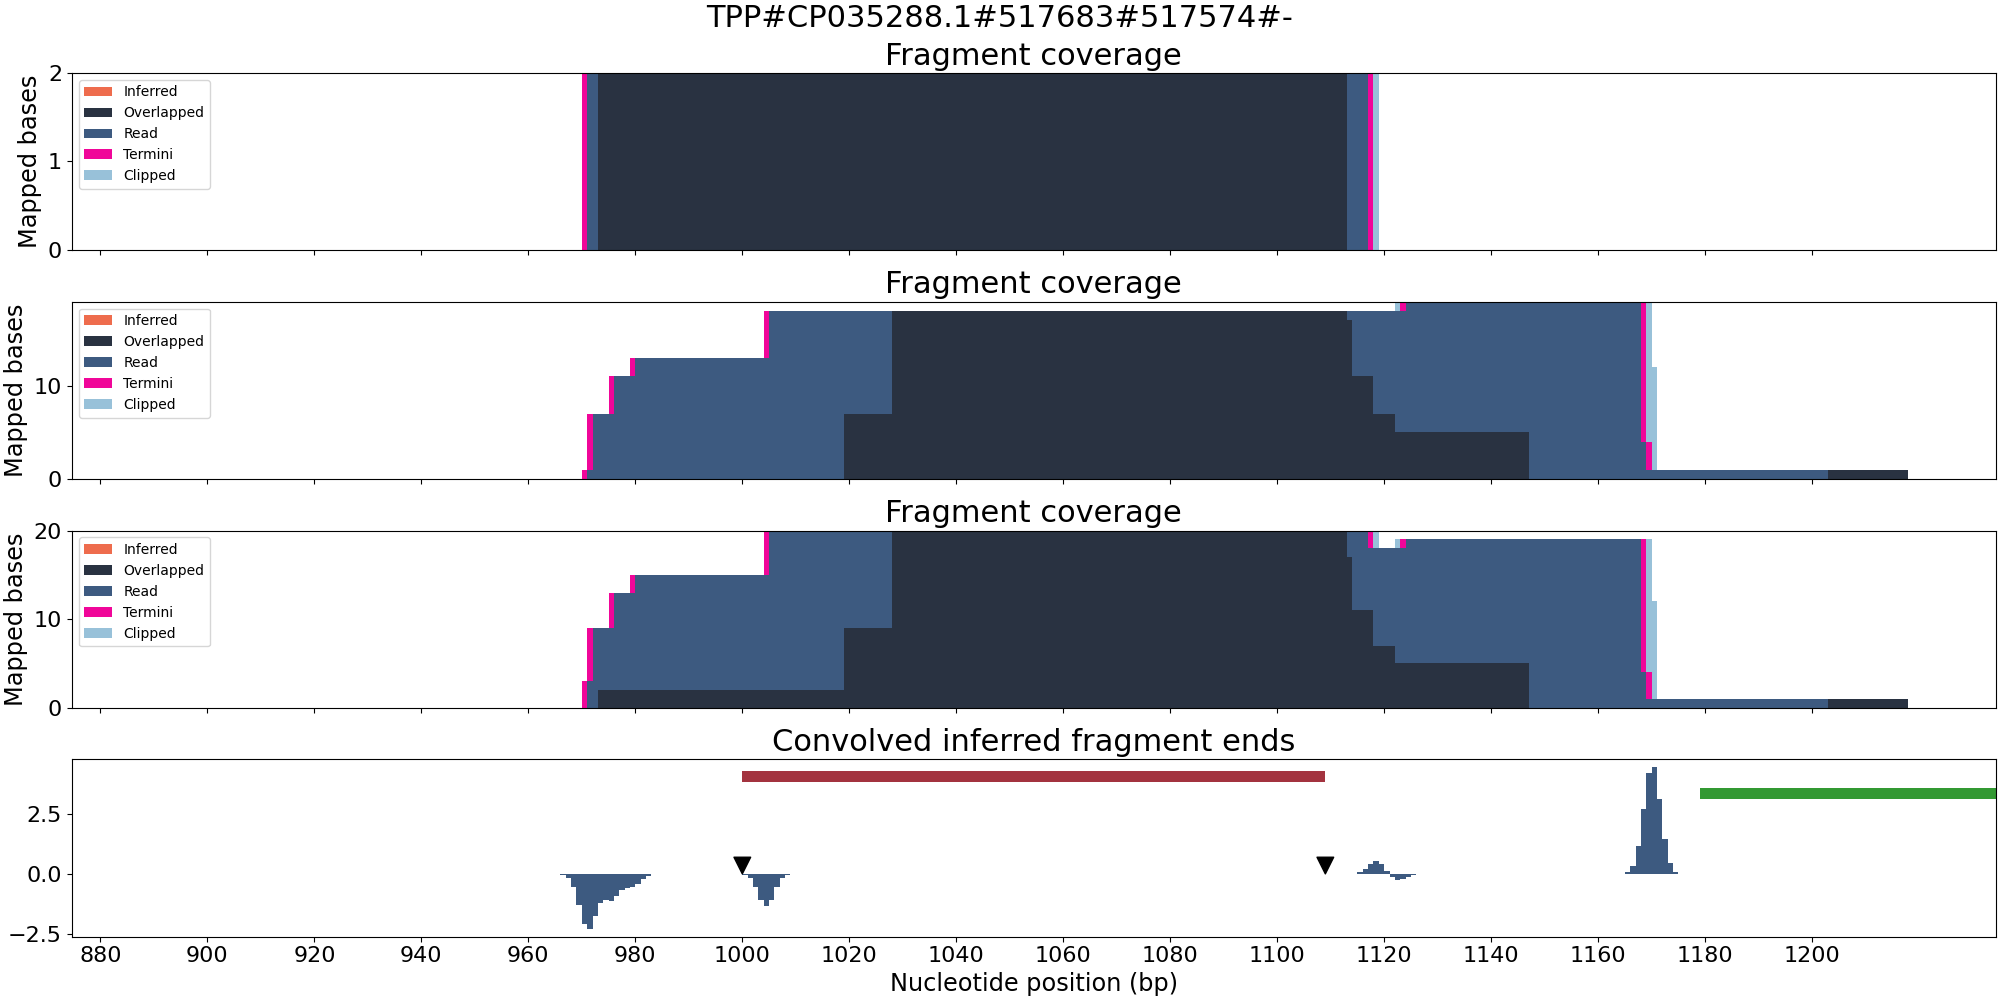 TPP#CP035288.1#517683#517574#-
Fragment coverage
Mapped bases
2
1
0
Inferred
Overlapped
Read
Termini
Clipped
Fragment coverage
Mapped bases
10
0
Inferred
Overlapped
Read
Termini
Clipped
Fragment coverage
Mapped bases
20
10
0
Inferred
Overlapped
Read
Termini
Clipped
Convolved inferred fragment ends
2.5
0.0
−2.5
880 900 920 940 960 980 1000 1020 1040 1060 1080 1100 1120 1140 1160 1180 1200
Nucleotide position (bp)